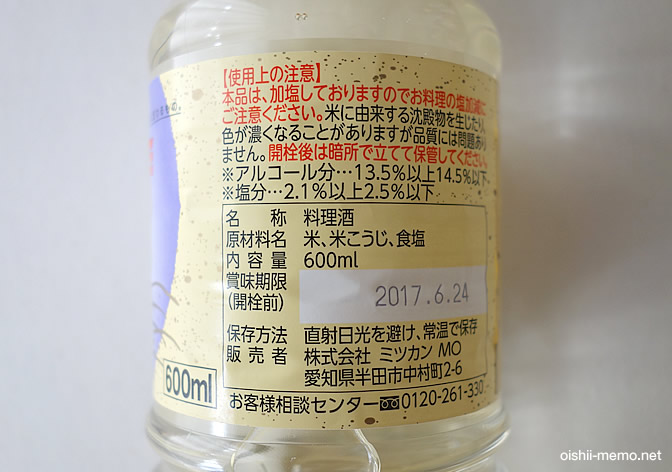 【使用上の注意】
本品は、加塩しておりますのでお料理の塩加減に
ご注意ください。米に由来する沈殿物を生じたり、
色が濃くなることがありますが品質には問題あり
ません。開栓後は暗所で立てて保管してください。
※アルコール分…13.5%以上14.5%以下
※塩分…2.1%以上2.5%以下
名 称 料理酒
原材料名 米、米こうじ、食塩
内 容 量 600ml
賞味期限
(開栓前) 2017.6.24
保存方法 直射日光を避け、常温で保存
販 売 者 株式会社 ミツカン MO
愛知県半田市中村町2-6
600ml
お客様相談センター 0120-261-330
oishii-memo.net